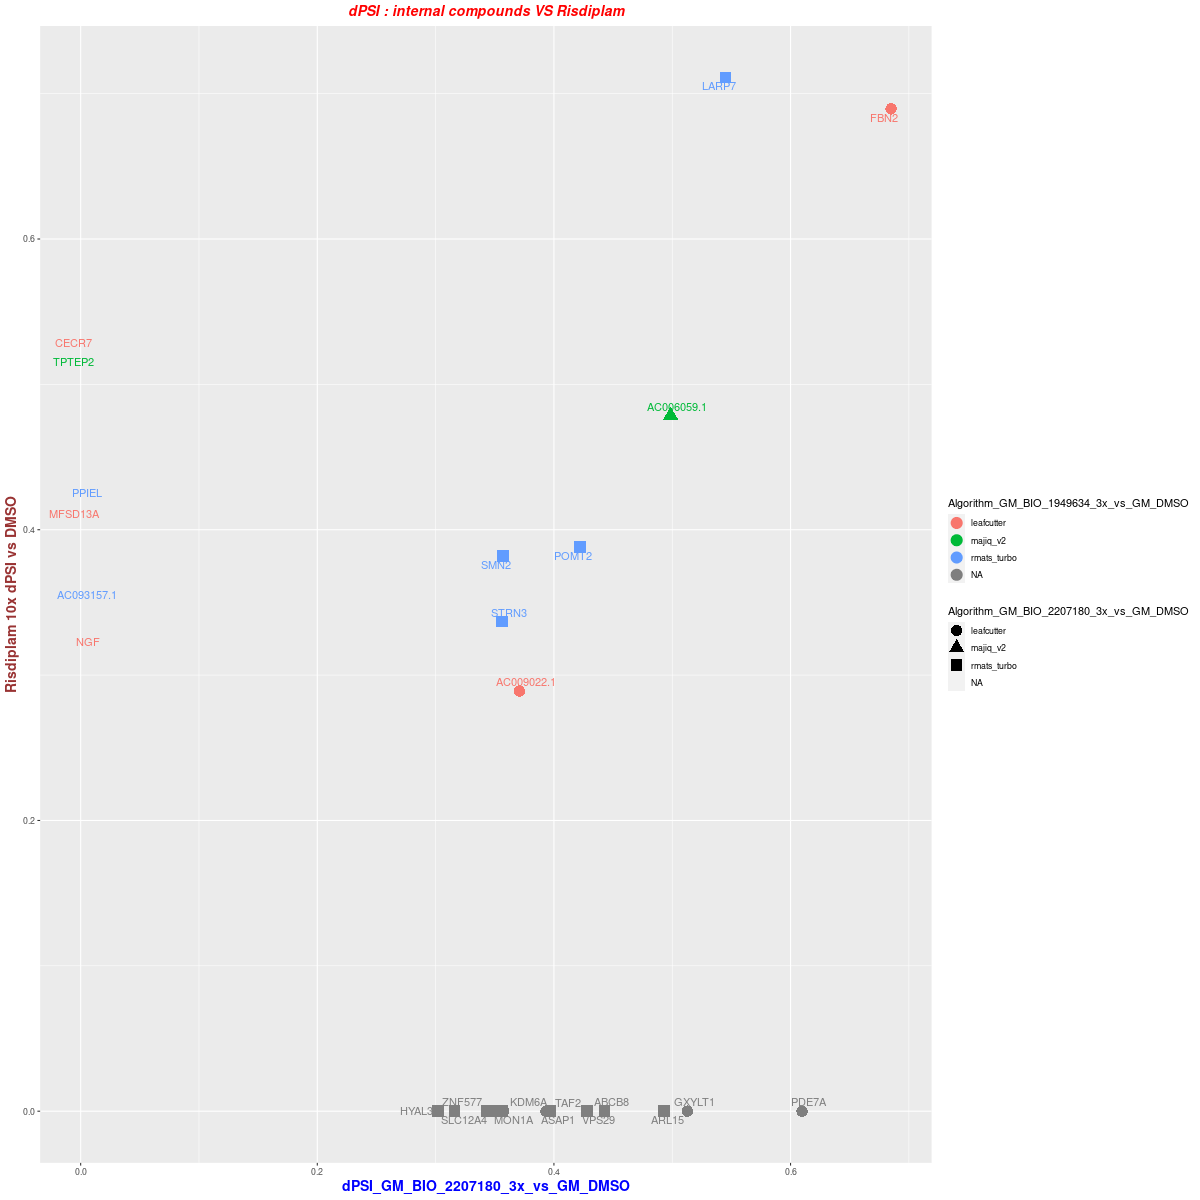 dPSI : internal compounds VS Risdiplam
LARP7
FBN2
0.6
CECR7
TPTEP2
AC006059.1
PPIEL
MFSD13A
0.4
POMT2
SMN2
AC093157.1
STRN3
NGF
AC009022.1
0.2
0.0
HYAL3
ZNF577
KDM6A
TAF2
ABCB8
GXYLT1
PDE7A
SLC12A4
MON1A
ASAP1
VPS29
ARL15
0.0
0.2
0.4
0.6
dPSI_GM_BIO_2207180_3x_vs_GM_DMSO
Risdiplam 10x dPSI vs DMSO
Algorithm_GM_BIO_1949634_3x_vs_GM_DMSO
leafcutter
majiq_v2
rmats_turbo
NA
Algorithm_GM_BIO_2207180_3x_vs_GM_DMSO
leafcutter
majiq_v2
rmats_turbo
NA